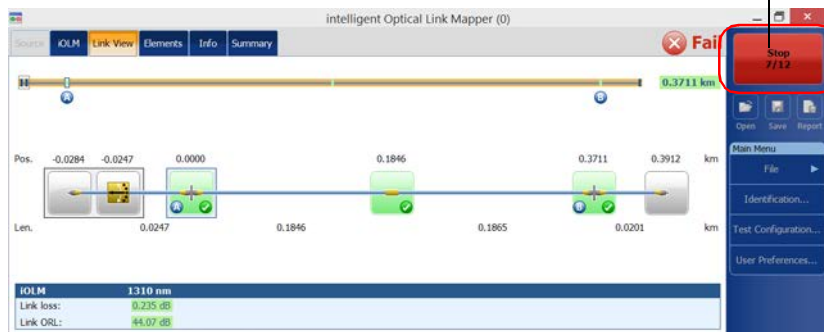 intelligent Optical Link Mapper (0)
Source iOLM Link View Elements Info Summary
Fail
Stop
7/12
0.3711 km
A B
Open Save Report
Main Menu
File
Identification...
Test Configuration...
User Preferences...
Pos. -0.0284 -0.0247 0.0000 0.1846 0.3711 0.3912 km
A B
Len. 0.0247 0.1846 0.1865 0.0201 km
iOLM 1310 nm
Link loss: 0.235 dB
Link ORL: 44.07 dB